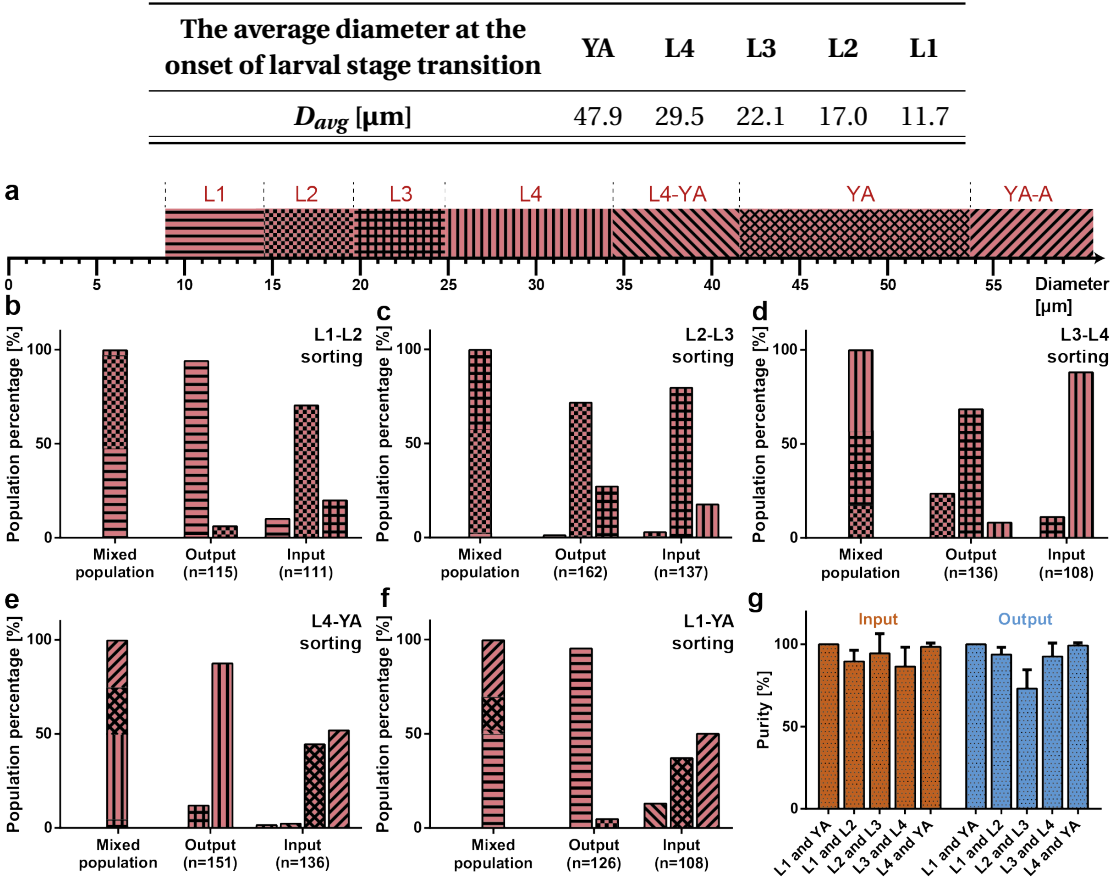 The average diameter at the onset of larval stage transition YA L4 L3 L2 L1
D_avg [µm] 47.9 29.5 22.1 17.0 11.7
a
L1 L2 L3 L4 L4-YA YA YA-A
0 5 10 15 20 25 30 35 40 45 50 55 Diameter [µm]
b
L1-L2
sorting
Population percentage [%]
100
50
0
Mixed population
Output (n=115)
Input (n=111)
c
L2-L3
sorting
Population percentage [%]
100
50
0
Mixed population
Output (n=162)
Input (n=137)
d
L3-L4
sorting
Population percentage [%]
100
50
0
Mixed population
Output (n=136)
Input (n=108)
e
L4-YA
sorting
Population percentage [%]
100
50
0
Mixed population
Output (n=151)
Input (n=136)
f
L1-YA
sorting
Population percentage [%]
100
50
0
Mixed population
Output (n=126)
Input (n=108)
g
Input Output
Purity [%]
100
50
0
L1 and YA
L1 and L2
L2 and L3
L3 and L4
L4 and YA
L1 and YA
L1 and L2
L2 and L3
L3 and L4
L4 and YA